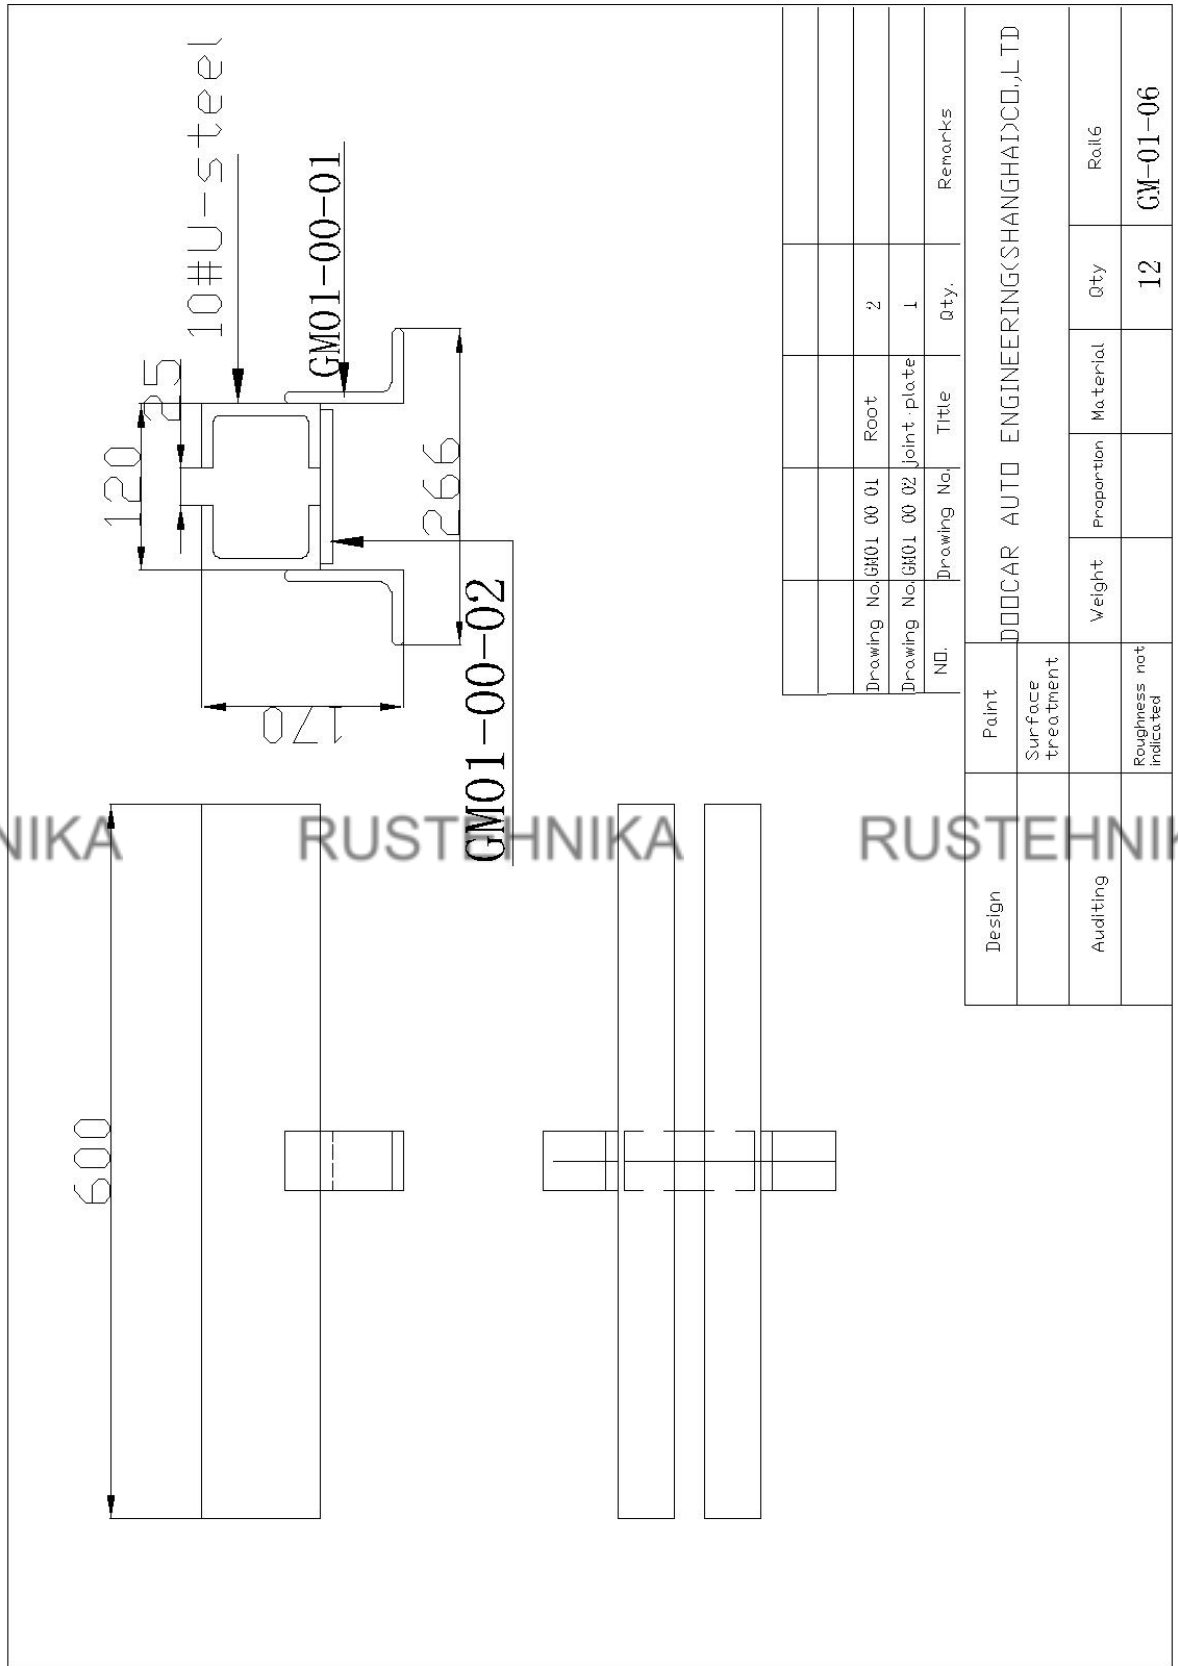 10#U-steel
GM01-00-01
25
120
266
GM01-00-02
170
600
RUSTEHNIKA
RUSTEHNIKA
RUSTEHNIKA
Drawing No. GM01 00 01 Root 2
Drawing No. GM01 00 02 joint plate 1
NO. Drawing No. Title Qty. Remarks
Design Paint DOOCAR AUTO ENGINEERING(SHANGHAI)CO.,LTD
Surface treatment
Auditing Weight Proportion Material Qty Rail6
Roughness not indicated 12 GM-01-06